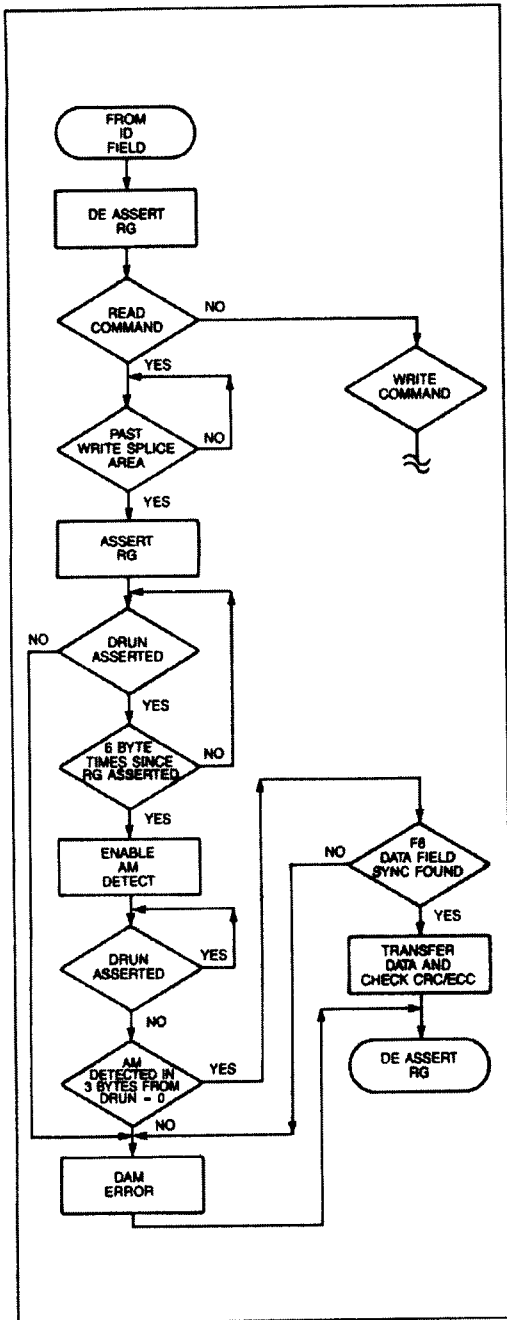 FROM
ID
FIELD
DE ASSERT
RG
READ
COMMAND
NO
YES
WRITE
COMMAND
PAST
WRITE SPLICE
AREA
NO
YES
ASSERT
RG
DRUN
ASSERTED
NO
YES
6 BYTE
TIMES SINCE
RG ASSERTED
NO
YES
ENABLE
AM
DETECT
DRUN
ASSERTED
YES
NO
AM
DETECTED IN
3 BYTES FROM
DRUN = 0
YES
NO
DAM
ERROR
F8
DATA FIELD
SYNC FOUND
NO
YES
TRANSFER
DATA AND
CHECK CRC/ECC
DE ASSERT
RG